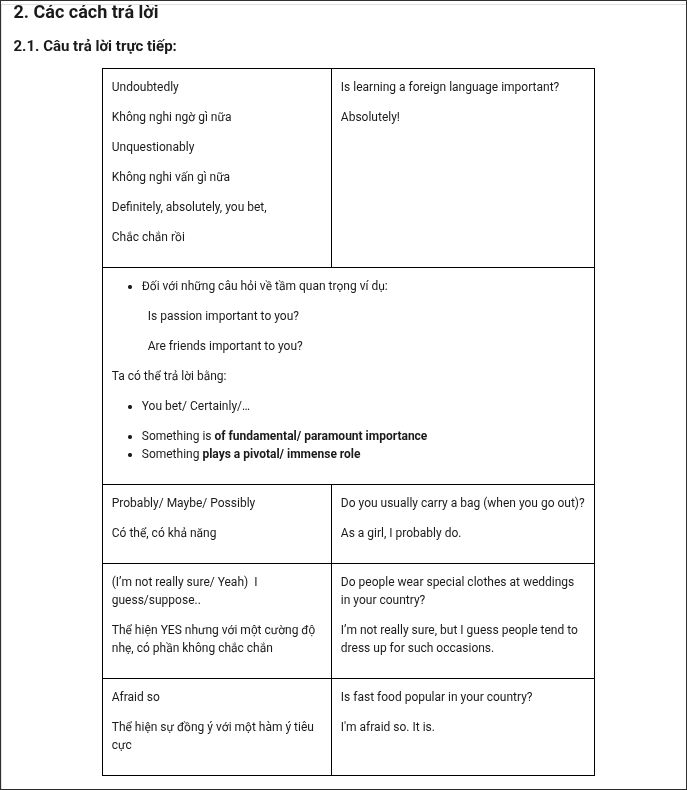 2. Các cách trá lời
2.1. Câu trả lời trực tiếp:
Undoubtedly
Không nghi ngờ gì nữa
Unquestionably
Không nghi vấn gì nữa
Definitely, absolutely, you bet,
Chắc chắn rồi
Is learning a foreign language important?
Absolutely!
• Đối với những câu hỏi về tầm quan trọng ví dụ:
Is passion important to you?
Are friends important to you?
Ta có thể trả lời bằng:
• You bet/ Certainly/…
• Something is of fundamental/ paramount importance
• Something plays a pivotal/ immense role
Probably/ Maybe/ Possibly
Có thể, có khả năng
Do you usually carry a bag (when you go out)?
As a girl, I probably do.
(I’m not really sure/ Yeah)  I
guess/suppose..
Thể hiện YES nhưng với một cường độ
nhẹ, có phần không chắc chắn
Do people wear special clothes at weddings
in your country?
I’m not really sure, but I guess people tend to
dress up for such occasions.
Afraid so
Thể hiện sự đồng ý với một hàm ý tiêu
cực
Is fast food popular in your country?
I'm afraid so. It is.